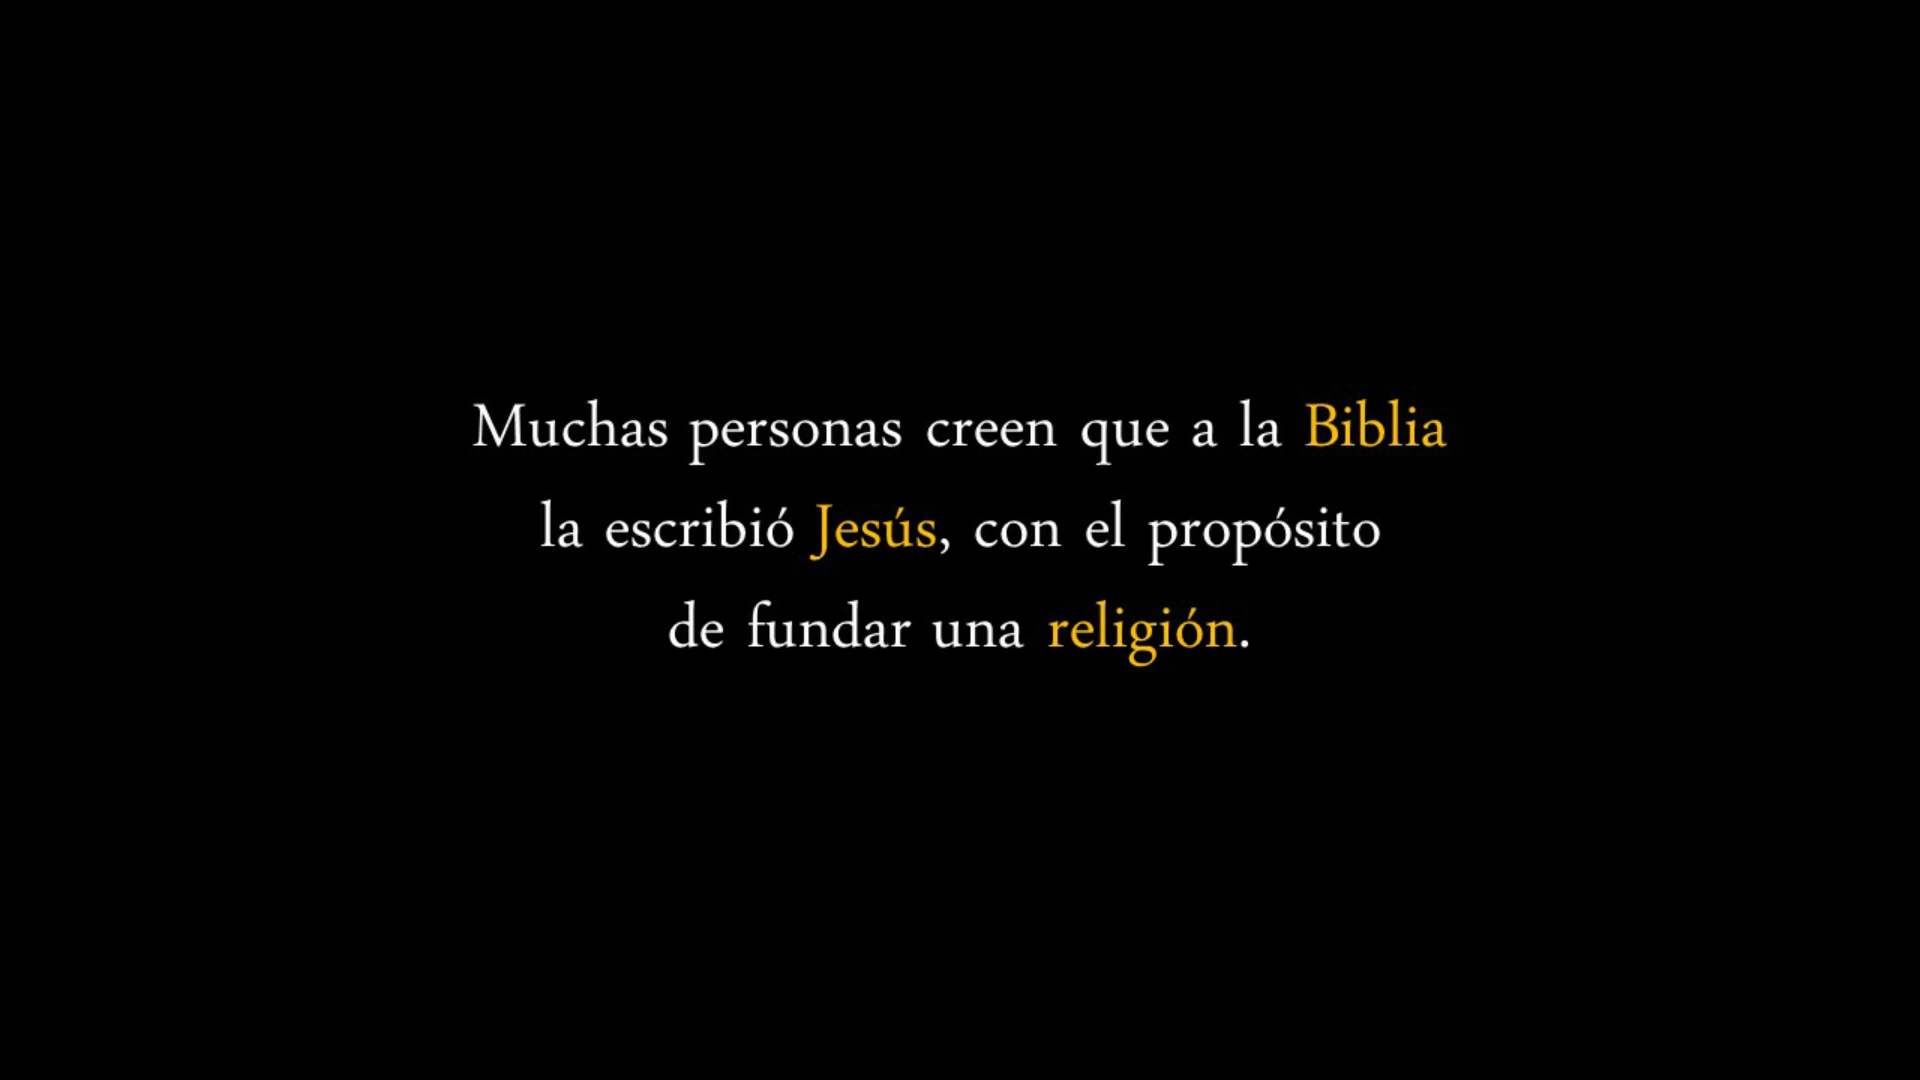 Muchas personas creen que a la Biblia
la escribió Jesús, con el propósito
de fundar una religión.